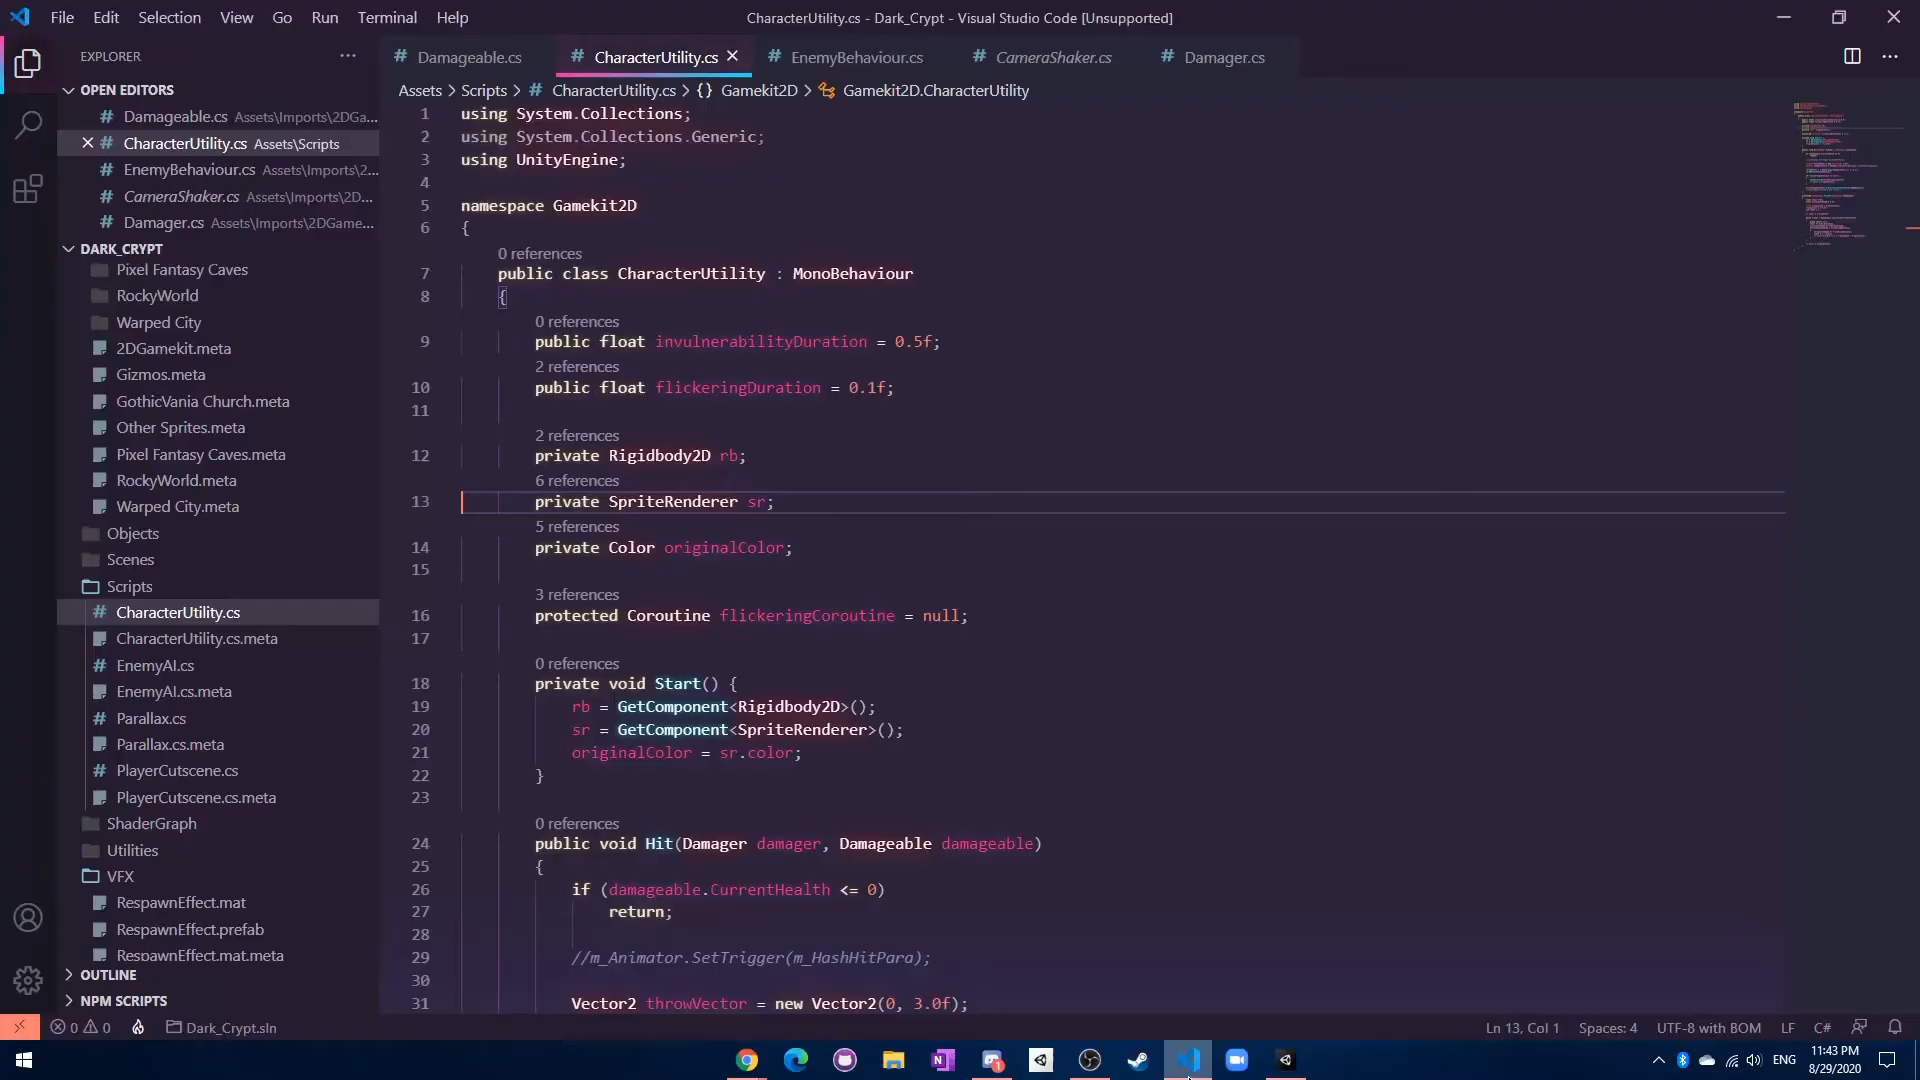 File Edit Selection View Go Run Terminal Help
CharacterUtility.cs - Dark_Crypt - Visual Studio Code [Unsupported]
EXPLORER
Damageable.cs
CharacterUtility.cs
EnemyBehaviour.cs
CameraShaker.cs
Damager.cs
Assets > Scripts > # CharacterUtility.cs > {} Gamekit2D > Gamekit2D.CharacterUtility
OPEN EDITORS
# Damageable.cs Assets\Imports\2DGa...
# CharacterUtility.cs Assets\Scripts
# EnemyBehaviour.cs Assets\Imports\2...
# CameraShaker.cs Assets\Imports\2D...
# Damager.cs Assets\Imports\2DGame...
DARK_CRYPT
Pixel Fantasy Caves
RockyWorld
Warped City
2DGamekit.meta
Gizmos.meta
GothicVania Church.meta
Other Sprites.meta
Pixel Fantasy Caves.meta
RockyWorld.meta
Warped City.meta
Objects
Scenes
Scripts
# CharacterUtility.cs
CharacterUtility.cs.meta
# EnemyAI.cs
EnemyAI.cs.meta
# Parallax.cs
Parallax.cs.meta
# PlayerCutscene.cs
PlayerCutscene.cs.meta
ShaderGraph
Utilities
VFX
RespawnEffect.mat
RespawnEffect.prefab
RespawnEffect.mat.meta
OUTLINE
NPM SCRIPTS
1 using System.Collections;
2 using System.Collections.Generic;
3 using UnityEngine;
4
5 namespace Gamekit2D
6 {
0 references
7 public class CharacterUtility : MonoBehaviour
8 {
0 references
9 public float invulnerabilityDuration = 0.5f;
2 references
10 public float flickeringDuration = 0.1f;
11
2 references
12 private Rigidbody2D rb;
6 references
13 private SpriteRenderer sr;
5 references
14 private Color originalColor;
15
3 references
16 protected Coroutine flickeringCoroutine = null;
17
0 references
18 private void Start() {
19 rb = GetComponent<Rigidbody2D>();
20 sr = GetComponent<SpriteRenderer>();
21 originalColor = sr.color;
22 }
23
0 references
24 public void Hit(Damager damager, Damageable damageable)
25 {
26 if (damageable.CurrentHealth <= 0)
27 return;
28
29 //m_Animator.SetTrigger(m_HashHitPara);
30
31 Vector2 throwVector = new Vector2(0, 3.0f);
0 0 Dark_Crypt.sln
Ln 13, Col 1 Spaces: 4 UTF-8 with BOM LF C#
ENG
11:43 PM
8/29/2020